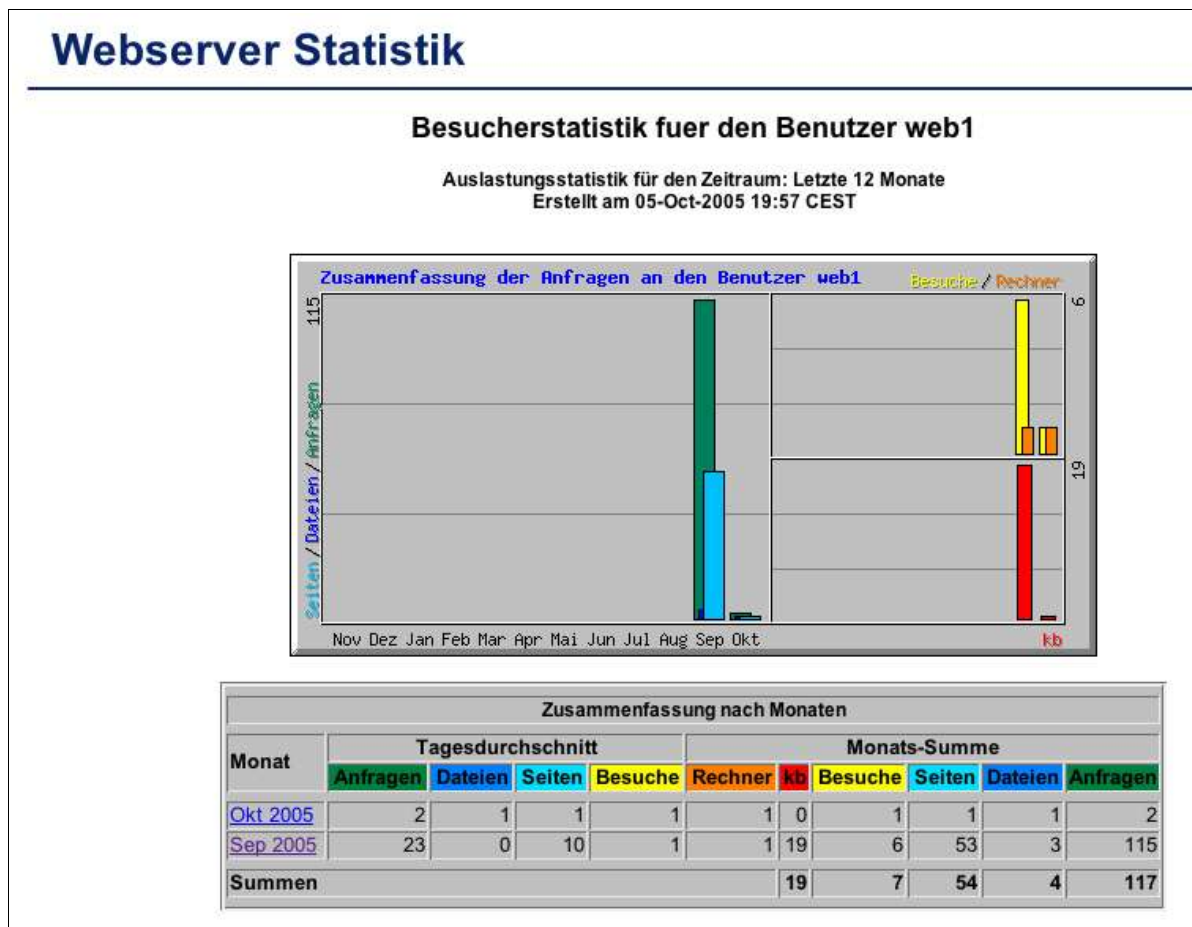 Webserver Statistik
Besucherstatistik fuer den Benutzer web1
Auslastungsstatistik für den Zeitraum: Letzte 12 Monate
Erstellt am 05-Oct-2005 19:57 CEST
Zusammenfassung der Anfragen an den Benutzer web1
Besuche / Rechner
115
6
Seiten / Dateien / Anfragen
19
Nov Dez Jan Feb Mar Apr Mai Jun Jul Aug Sep Okt
kb
Zusammenfassung nach Monaten
Monat Tagesdurchschnitt Monats-Summe
Anfragen Dateien Seiten Besuche Rechner kb Besuche Seiten Dateien Anfragen
Okt 2005 2 1 1 1 1 0 1 1 1 2
Sep 2005 23 0 10 1 1 19 6 53 3 115
Summen 19 7 54 4 117